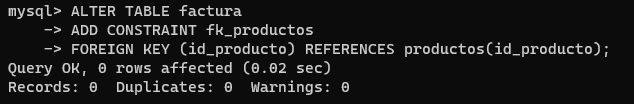 mysql> ALTER TABLE factura
    -> ADD CONSTRAINT fk_productos
    -> FOREIGN KEY (id_producto) REFERENCES productos(id_producto);
Query OK, 0 rows affected (0.02 sec)
Records: 0  Duplicates: 0  Warnings: 0